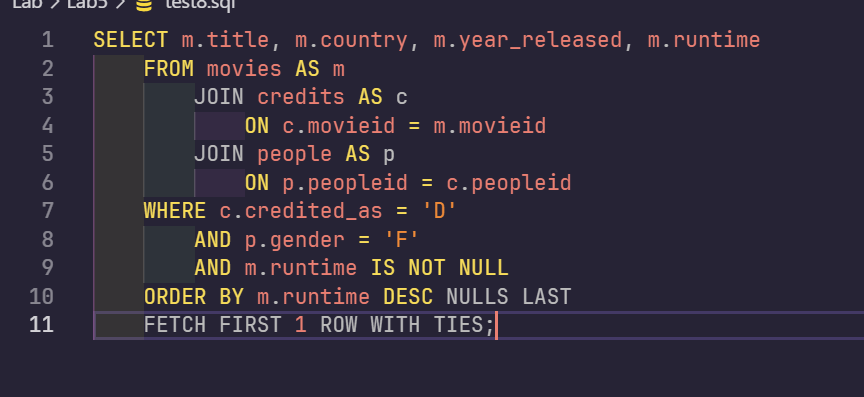 Lab > Lab5 > test8.sql
1 SELECT m.title, m.country, m.year_released, m.runtime
2 FROM movies AS m
3 JOIN credits AS c
4 ON c.movieid = m.movieid
5 JOIN people AS p
6 ON p.peopleid = c.peopleid
7 WHERE c.credited_as = 'D'
8 AND p.gender = 'F'
9 AND m.runtime IS NOT NULL
10 ORDER BY m.runtime DESC NULLS LAST
11 FETCH FIRST 1 ROW WITH TIES;